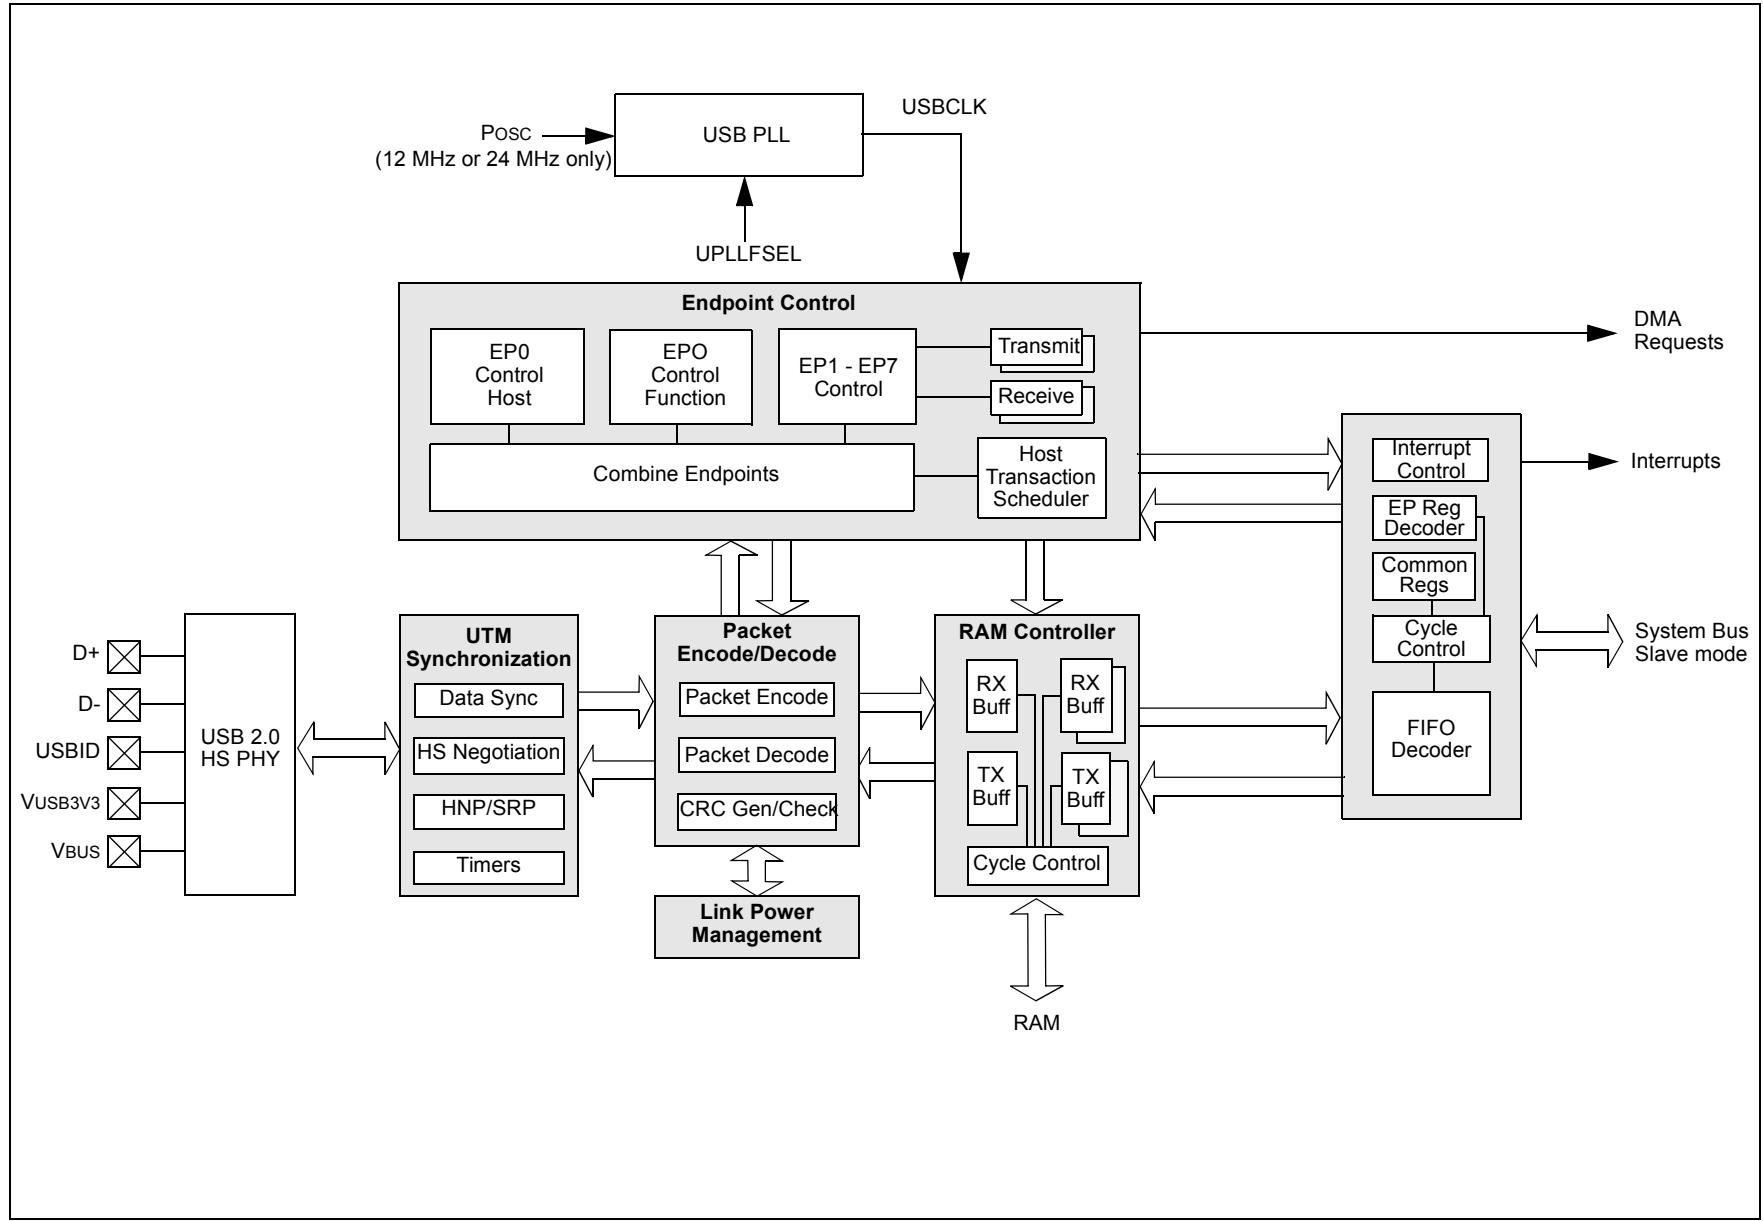 USBCLK
POSC
(12 MHz or 24 MHz only)
USB PLL
UPLLFSEL
Endpoint Control
EP0
Control
Host
EPO
Control
Function
EP1 - EP7
Control
Transmit
Receive
Combine Endpoints
Host
Transaction
Scheduler
DMA
Requests
Interrupt
Control
Interrupts
EP Reg
Decoder
Common
Regs
Cycle
Control
System Bus
Slave mode
FIFO
Decoder
D+
D-
USBID
VUSB3V3
VBUS
USB 2.0
HS PHY
UTM
Synchronization
Data Sync
HS Negotiation
HNP/SRP
Timers
Packet
Encode/Decode
Packet Encode
Packet Decode
CRC Gen/Check
Link Power
Management
RAM Controller
RX
Buff
RX
Buff
TX
Buff
TX
Buff
Cycle Control
RAM